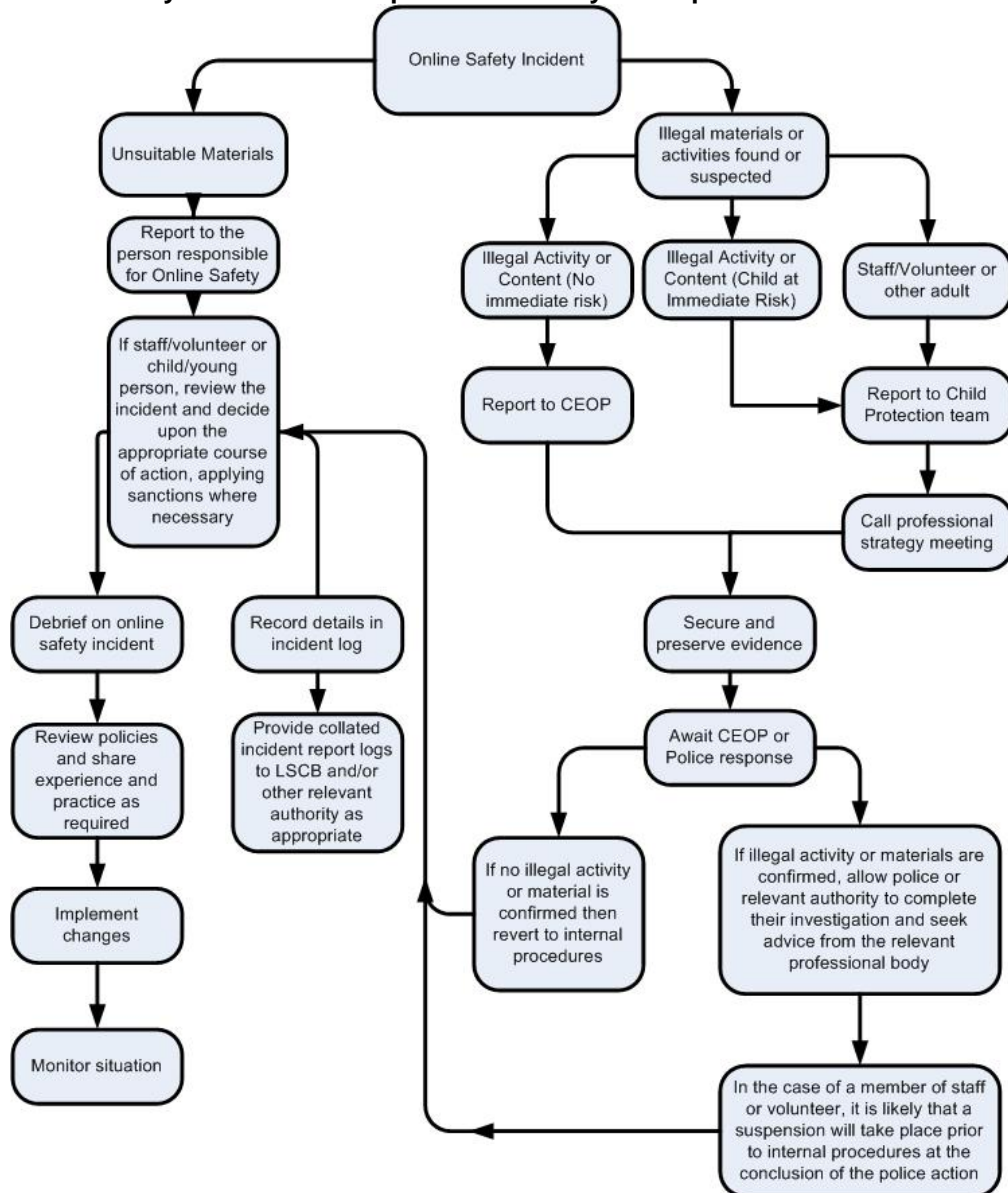 Online Safety Incident
Unsuitable Materials
Report to the
person responsible
for Online Safety
If staff/volunteer or
child/young
person, review the
incident and decide
upon the
appropriate course
of action, applying
sanctions where
necessary
Debrief on online
safety incident
Review policies
and share
experience and
practice as
required
Implement
changes
Monitor situation
Record details in
incident log
Provide collated
incident report logs
to LSCB and/or
other relevant
authority as
appropriate
Illegal materials or
activities found or
suspected
Illegal Activity or
Content (No
immediate risk)
Illegal Activity or
Content (Child at
Immediate Risk)
Staff/Volunteer or
other adult
Report to CEOP
Report to Child
Protection team
Call professional
strategy meeting
Secure and
preserve evidence
Await CEOP or
Police response
If no illegal activity
or material is
confirmed then
revert to internal
procedures
If illegal activity or materials are
confirmed, allow police or
relevant authority to complete
their investigation and seek
advice from the relevant
professional body
In the case of a member of staff
or volunteer, it is likely that a
suspension will take place prior
to internal procedures at the
conclusion of the police action